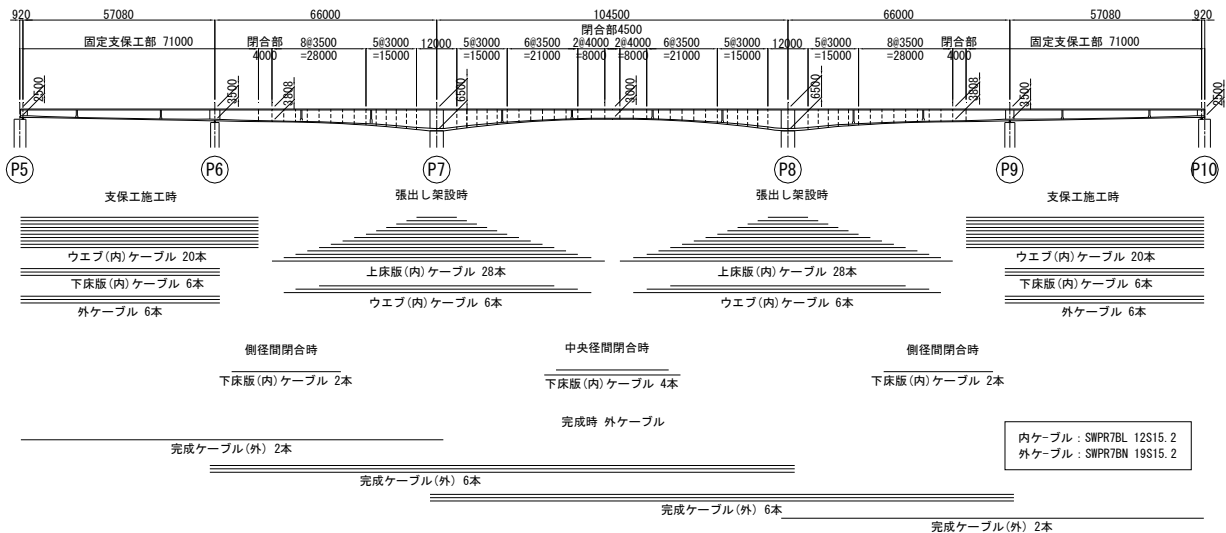 920 57080 66000 104500 66000 57080 920
固定支保工部 71000 閉合部 8@3500 5@3000 12000 5@3000 6@3500 閉合部4500 2@4000 2@4000 6@3500 5@3000 12000 5@3000 8@3500 閉合部 固定支保工部 71000
4000 =28000 =15000 =15000 =21000 =8000 =8000 =21000 =15000 =15000 =28000 4000
2500 3500 3808 6500 3000 6500 3808 3500 2500
P5 P6 P7 P8 P9 P10
支保工施工時 張出し架設時 張出し架設時 支保工施工時
ウエブ(内)ケーブル 20本 上床版(内)ケーブル 28本 上床版(内)ケーブル 28本 ウエブ(内)ケーブル 20本
下床版(内)ケーブル 6本 下床版(内)ケーブル 6本
ウエブ(内)ケーブル 6本 ウエブ(内)ケーブル 6本
外ケーブル 6本 外ケーブル 6本
側径間閉合時 中央径間閉合時 側径間閉合時
下床版(内)ケーブル 2本 下床版(内)ケーブル 4本 下床版(内)ケーブル 2本
完成時 外ケーブル
完成ケーブル(外) 2本
完成ケーブル(外) 6本
完成ケーブル(外) 6本
完成ケーブル(外) 2本
内ケーブル : SWPR7BL 12S15.2
外ケーブル : SWPR7BN 19S15.2